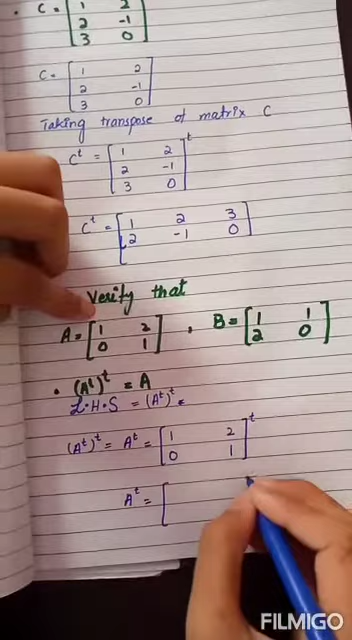 • C = [1 2
2 -1
3 0]
C = [1 2
2 -1
3 0]
Taking transpose of matrix C
Cᵗ = [1 2
2 -1
3 0]ᵗ
Cᵗ = [1 2 3
2 -1 0]
Verify that
A = [1 2
0 1] , B = [1 1
2 0]
• (Aᵗ)ᵗ = A
L.H.S = (Aᵗ)ᵗ =
(Aᵗ)ᵗ = Aᵗ = [1 2
0 1]ᵗ
Aᵗ = [
FILMIGO